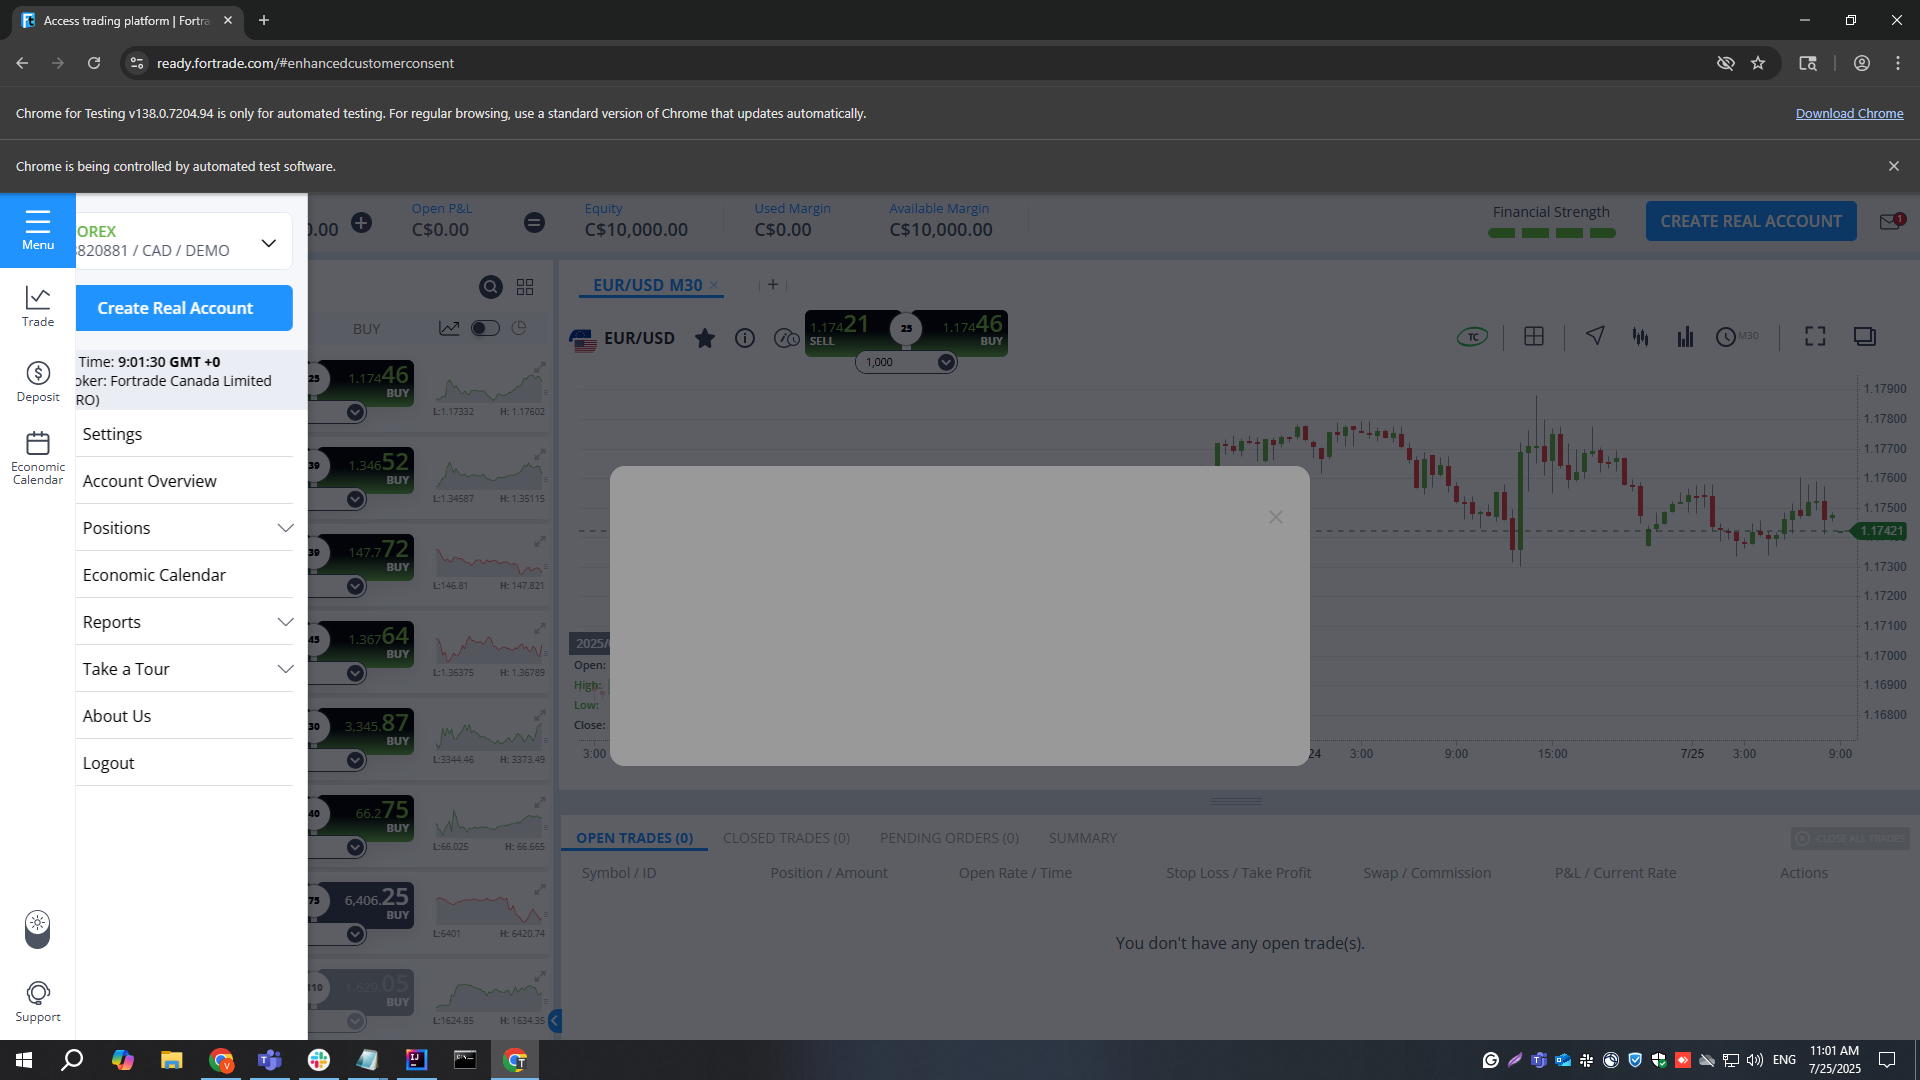 Access trading platform | Fortra
ready.fortrade.com/#enhancedcustomerconsent
Chrome for Testing v138.0.7204.94 is only for automated testing. For regular browsing, use a standard version of Chrome that updates automatically.
Download Chrome
Chrome is being controlled by automated test software.
Menu
Trade
Deposit
Economic
Calendar
Support
OREX
820881 / CAD / DEMO
Create Real Account
Time: 9:01:30 GMT +0
oker: Fortrade Canada Limited
RO)
Settings
Account Overview
Positions
Economic Calendar
Reports
Take a Tour
About Us
Logout
0.00
Open P&L
C$0.00
Equity
C$10,000.00
Used Margin
C$0.00
Available Margin
C$10,000.00
Financial Strength
CREATE REAL ACCOUNT
1
BUY
25
1.17446
BUY
L:1.17332
H: 1.17602
39
1.34652
BUY
L:1.34587
H: 1.35115
39
147.772
BUY
L:146.81
H: 147.821
45
1.36764
BUY
L:1.36375
H: 1.36789
30
3,345.87
BUY
L:3344.46
H: 3373.49
40
66.275
BUY
L:66.025
H: 66.665
75
6,406.25
BUY
L:6401
H: 6420.74
110
1,629.05
BUY
L:1624.85
H: 1634.35
EUR/USD M30
EUR/USD
1.17421
SELL
25
1.17446
BUY
1,000
TC
M30
1.17900
1.17800
1.17700
1.17600
1.17500
1.17421
1.17300
1.17200
1.17100
1.17000
1.16900
1.16800
2025/0
Open:
High:
Low:
Close:
3:00
24
3:00
9:00
15:00
7/25
3:00
9:00
OPEN TRADES (0)
CLOSED TRADES (0)
PENDING ORDERS (0)
SUMMARY
CLOSE ALL TRADES
Symbol / ID
Position / Amount
Open Rate / Time
Stop Loss / Take Profit
Swap / Commission
P&L / Current Rate
Actions
You don't have any open trade(s).
ENG
11:01 AM
7/25/2025